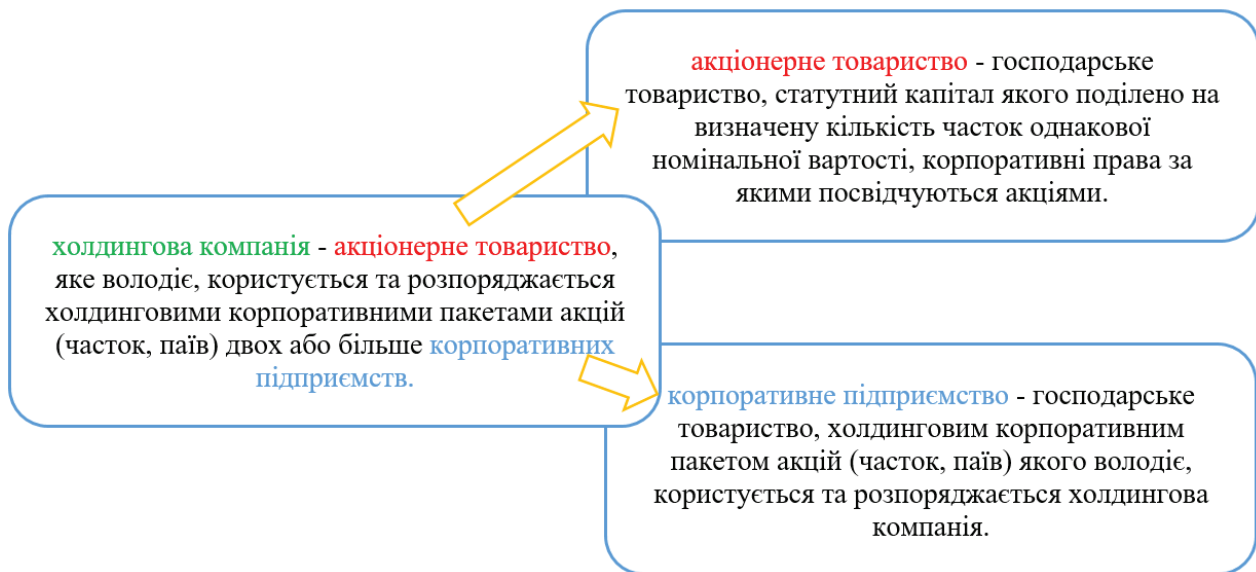 акціонерне товариство - господарське
товариство, статутний капітал якого поділено на
визначену кількість часток однакової
номінальної вартості, корпоративні права за
якими посвідчуються акціями.
холдингова компанія - акціонерне товариство,
яке володіє, користується та розпоряджається
холдинговими корпоративними пакетами акцій
(часток, паїв) двох або більше корпоративних
підприємств.
корпоративне підприємство - господарське
товариство, холдинговим корпоративним
пакетом акцій (часток, паїв) якого володіє,
користується та розпоряджається холдингова
компанія.